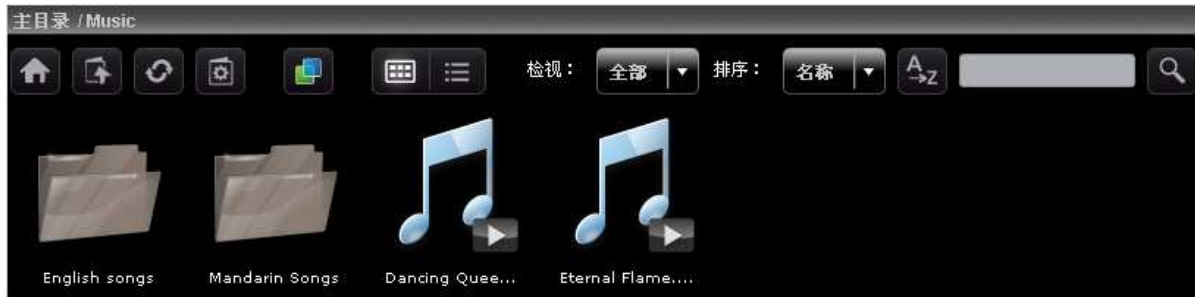 主目录 / Music
检视： 全部 排序： 名称 A→Z
English songs Mandarin Songs Dancing Quee... Eternal Flame....